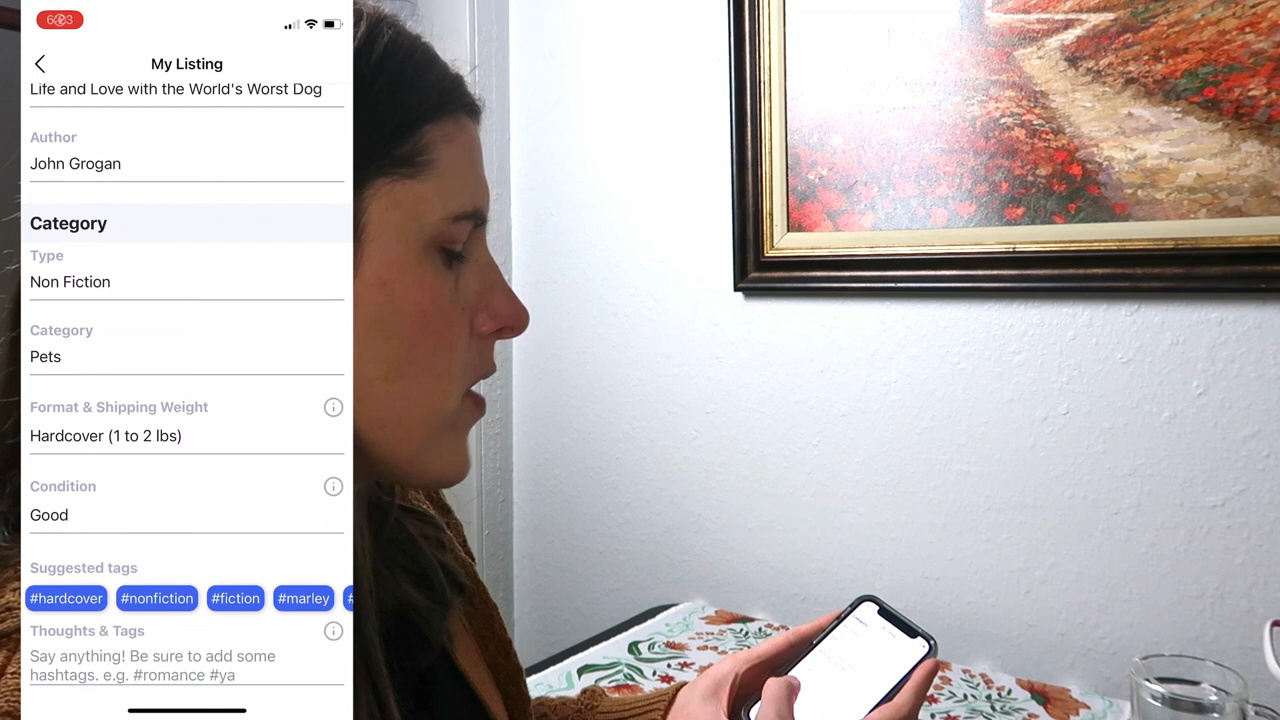 My Listing
Life and Love with the World's Worst Dog
Author
John Grogan
Category
Type
Non Fiction
Category
Pets
Format & Shipping Weight
Hardcover (1 to 2 lbs)
Condition
Good
Suggested tags
#hardcover #nonfiction #fiction #marley
Thoughts & Tags
Say anything! Be sure to add some
hashtags. e.g. #romance #ya